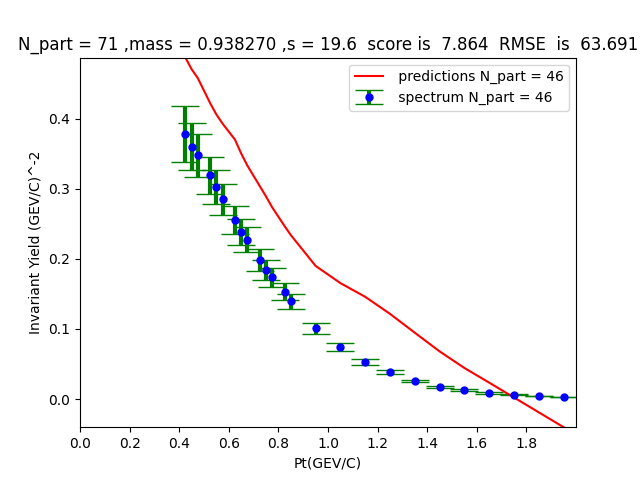 N_part = 71 ,mass = 0.938270 ,s = 19.6  score is  7.864  RMSE  is  63.691
predictions N_part = 46
spectrum N_part = 46
0.4
0.3
0.2
0.1
0.0
Invariant Yield (GEV/C)^-2
0.0 0.2 0.4 0.6 0.8 1.0 1.2 1.4 1.6 1.8
Pt(GEV/C)